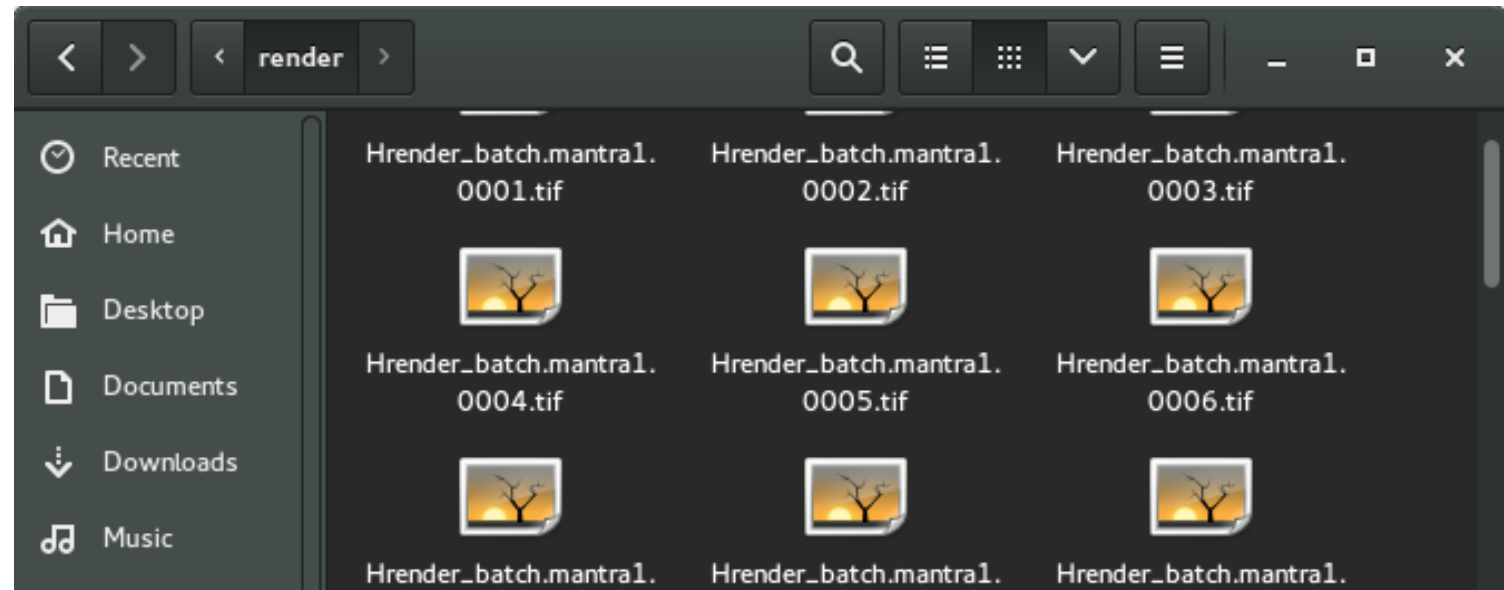 render
Recent
Home
Desktop
Documents
Downloads
Music
Hrender_batch.mantra1.
0001.tif
Hrender_batch.mantra1.
0002.tif
Hrender_batch.mantra1.
0003.tif
Hrender_batch.mantra1.
0004.tif
Hrender_batch.mantra1.
0005.tif
Hrender_batch.mantra1.
0006.tif
Hrender_batch.mantra1.
Hrender_batch.mantra1.
Hrender_batch.mantra1.